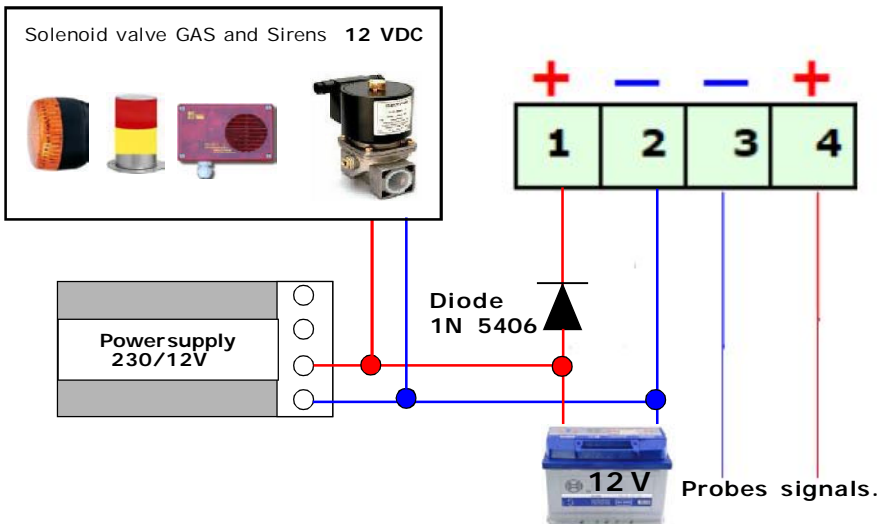 Solenoid valve GAS and Sirens 12 VDC
+ – – +
1 2 3 4
Diode
1N 5406
Powersupply
230/12V
12 V
Probes signals.